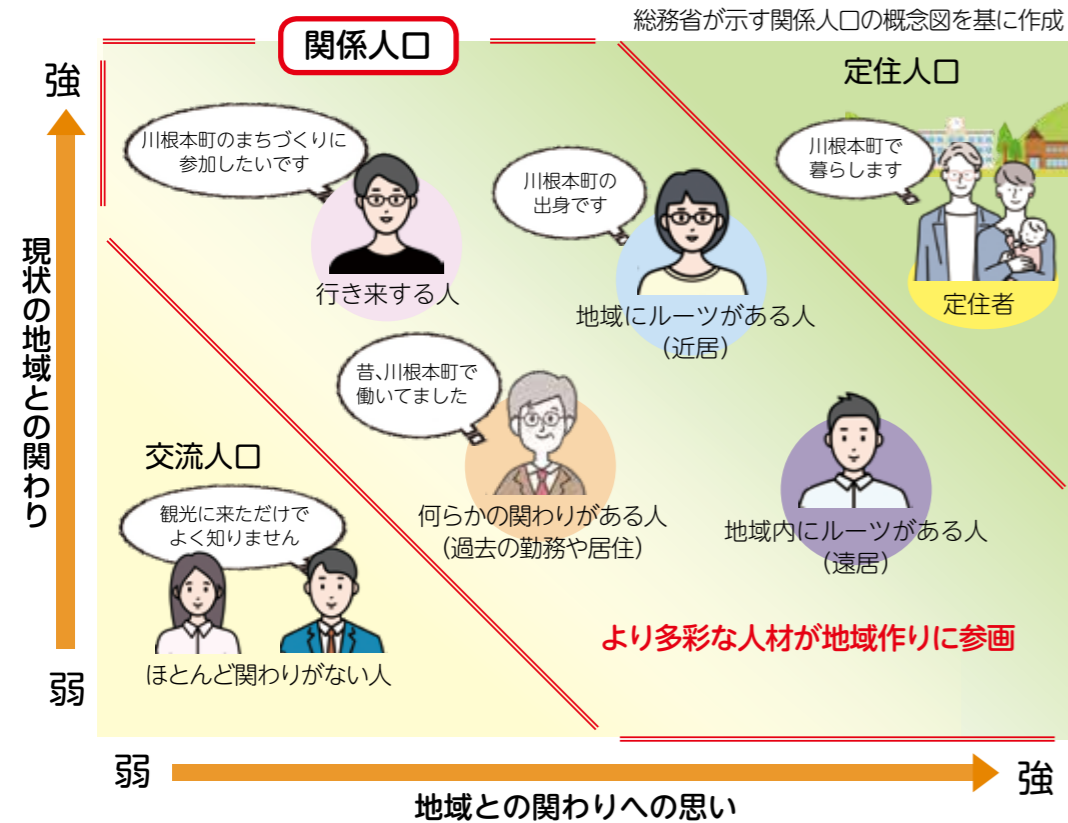 総務省が示す関係人口の概念図を基に作成
関係人口
定住人口
強
川根本町のまちづくりに
参加したいです
川根本町の
出身です
川根本町で
暮らします
行き来する人
地域にルーツがある人
（近居）
定住者
現状の地域との関わり
昔、川根本町で
働いてました
交流人口
観光に来ただけで
よく知りません
何らかの関わりがある人
（過去の勤務や居住）
地域内にルーツがある人
（遠居）
より多彩な人材が地域作りに参画
ほとんど関わりがない人
弱
弱
強
地域との関わりへの思い